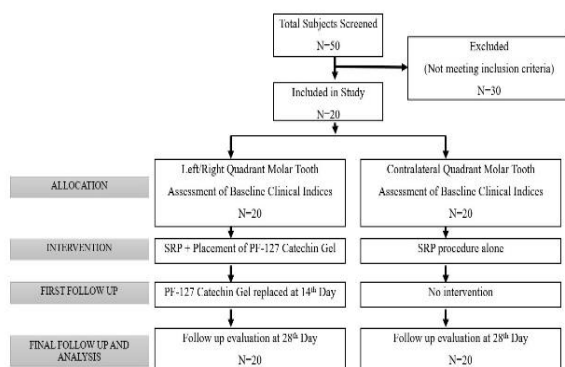 Total Subjects Screened
N=50
Excluded
(Not meeting inclusion criteria)
N=30
Included in Study
N=20
ALLOCATION
Left/Right Quadrant Molar Tooth
Assessment of Baseline Clinical Indices
N=20
Contralateral Quadrant Molar Tooth
Assessment of Baseline Clinical Indices
N=20
INTERVENTION
SRP + Placement of PF-127 Catechin Gel
SRP procedure alone
FIRST FOLLOW UP
PF-127 Catechin Gel replaced at 14th Day
No intervention
FINAL FOLLOW UP AND
ANALYSIS
Follow up evaluation at 28th Day
N=20
Follow up evaluation at 28th Day
N=20